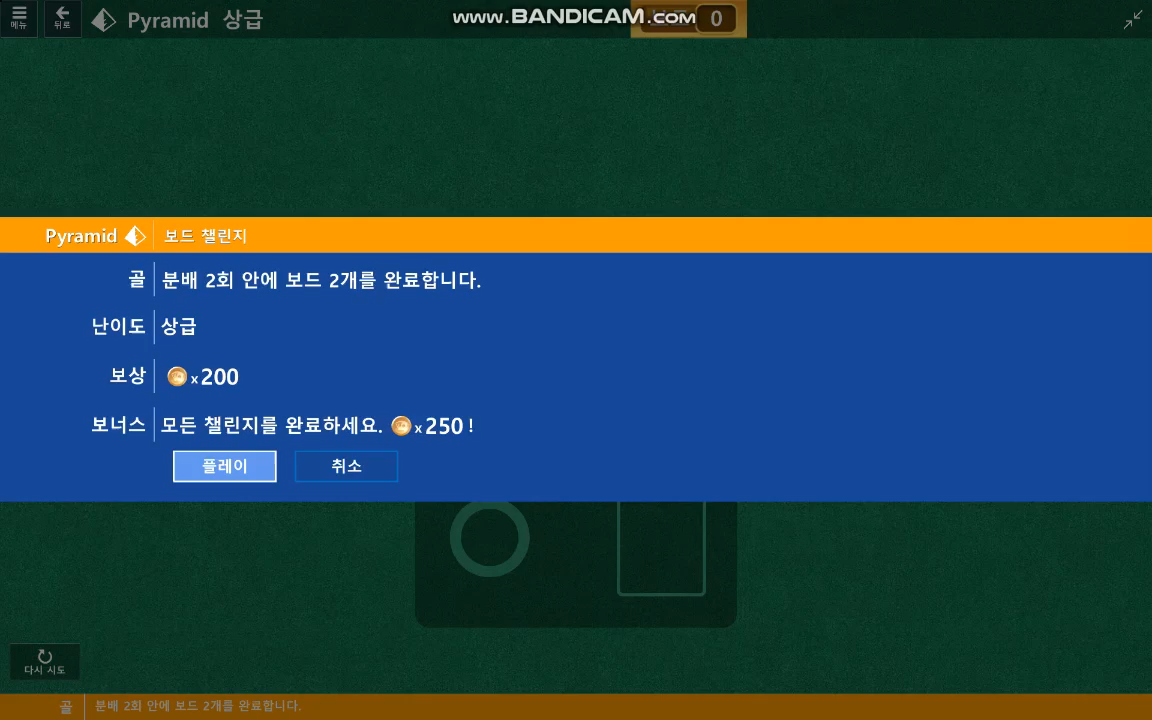 메뉴
뒤로
Pyramid 상급
www.BANDICAM.com
0
Pyramid 보드 챌린지
골 분배 2회 안에 보드 2개를 완료합니다.
난이도 상급
보상 x200
보너스 모든 챌린지를 완료하세요. x250 !
플레이 취소
다시 시도
골 분배 2회 안에 보드 2개를 완료합니다.